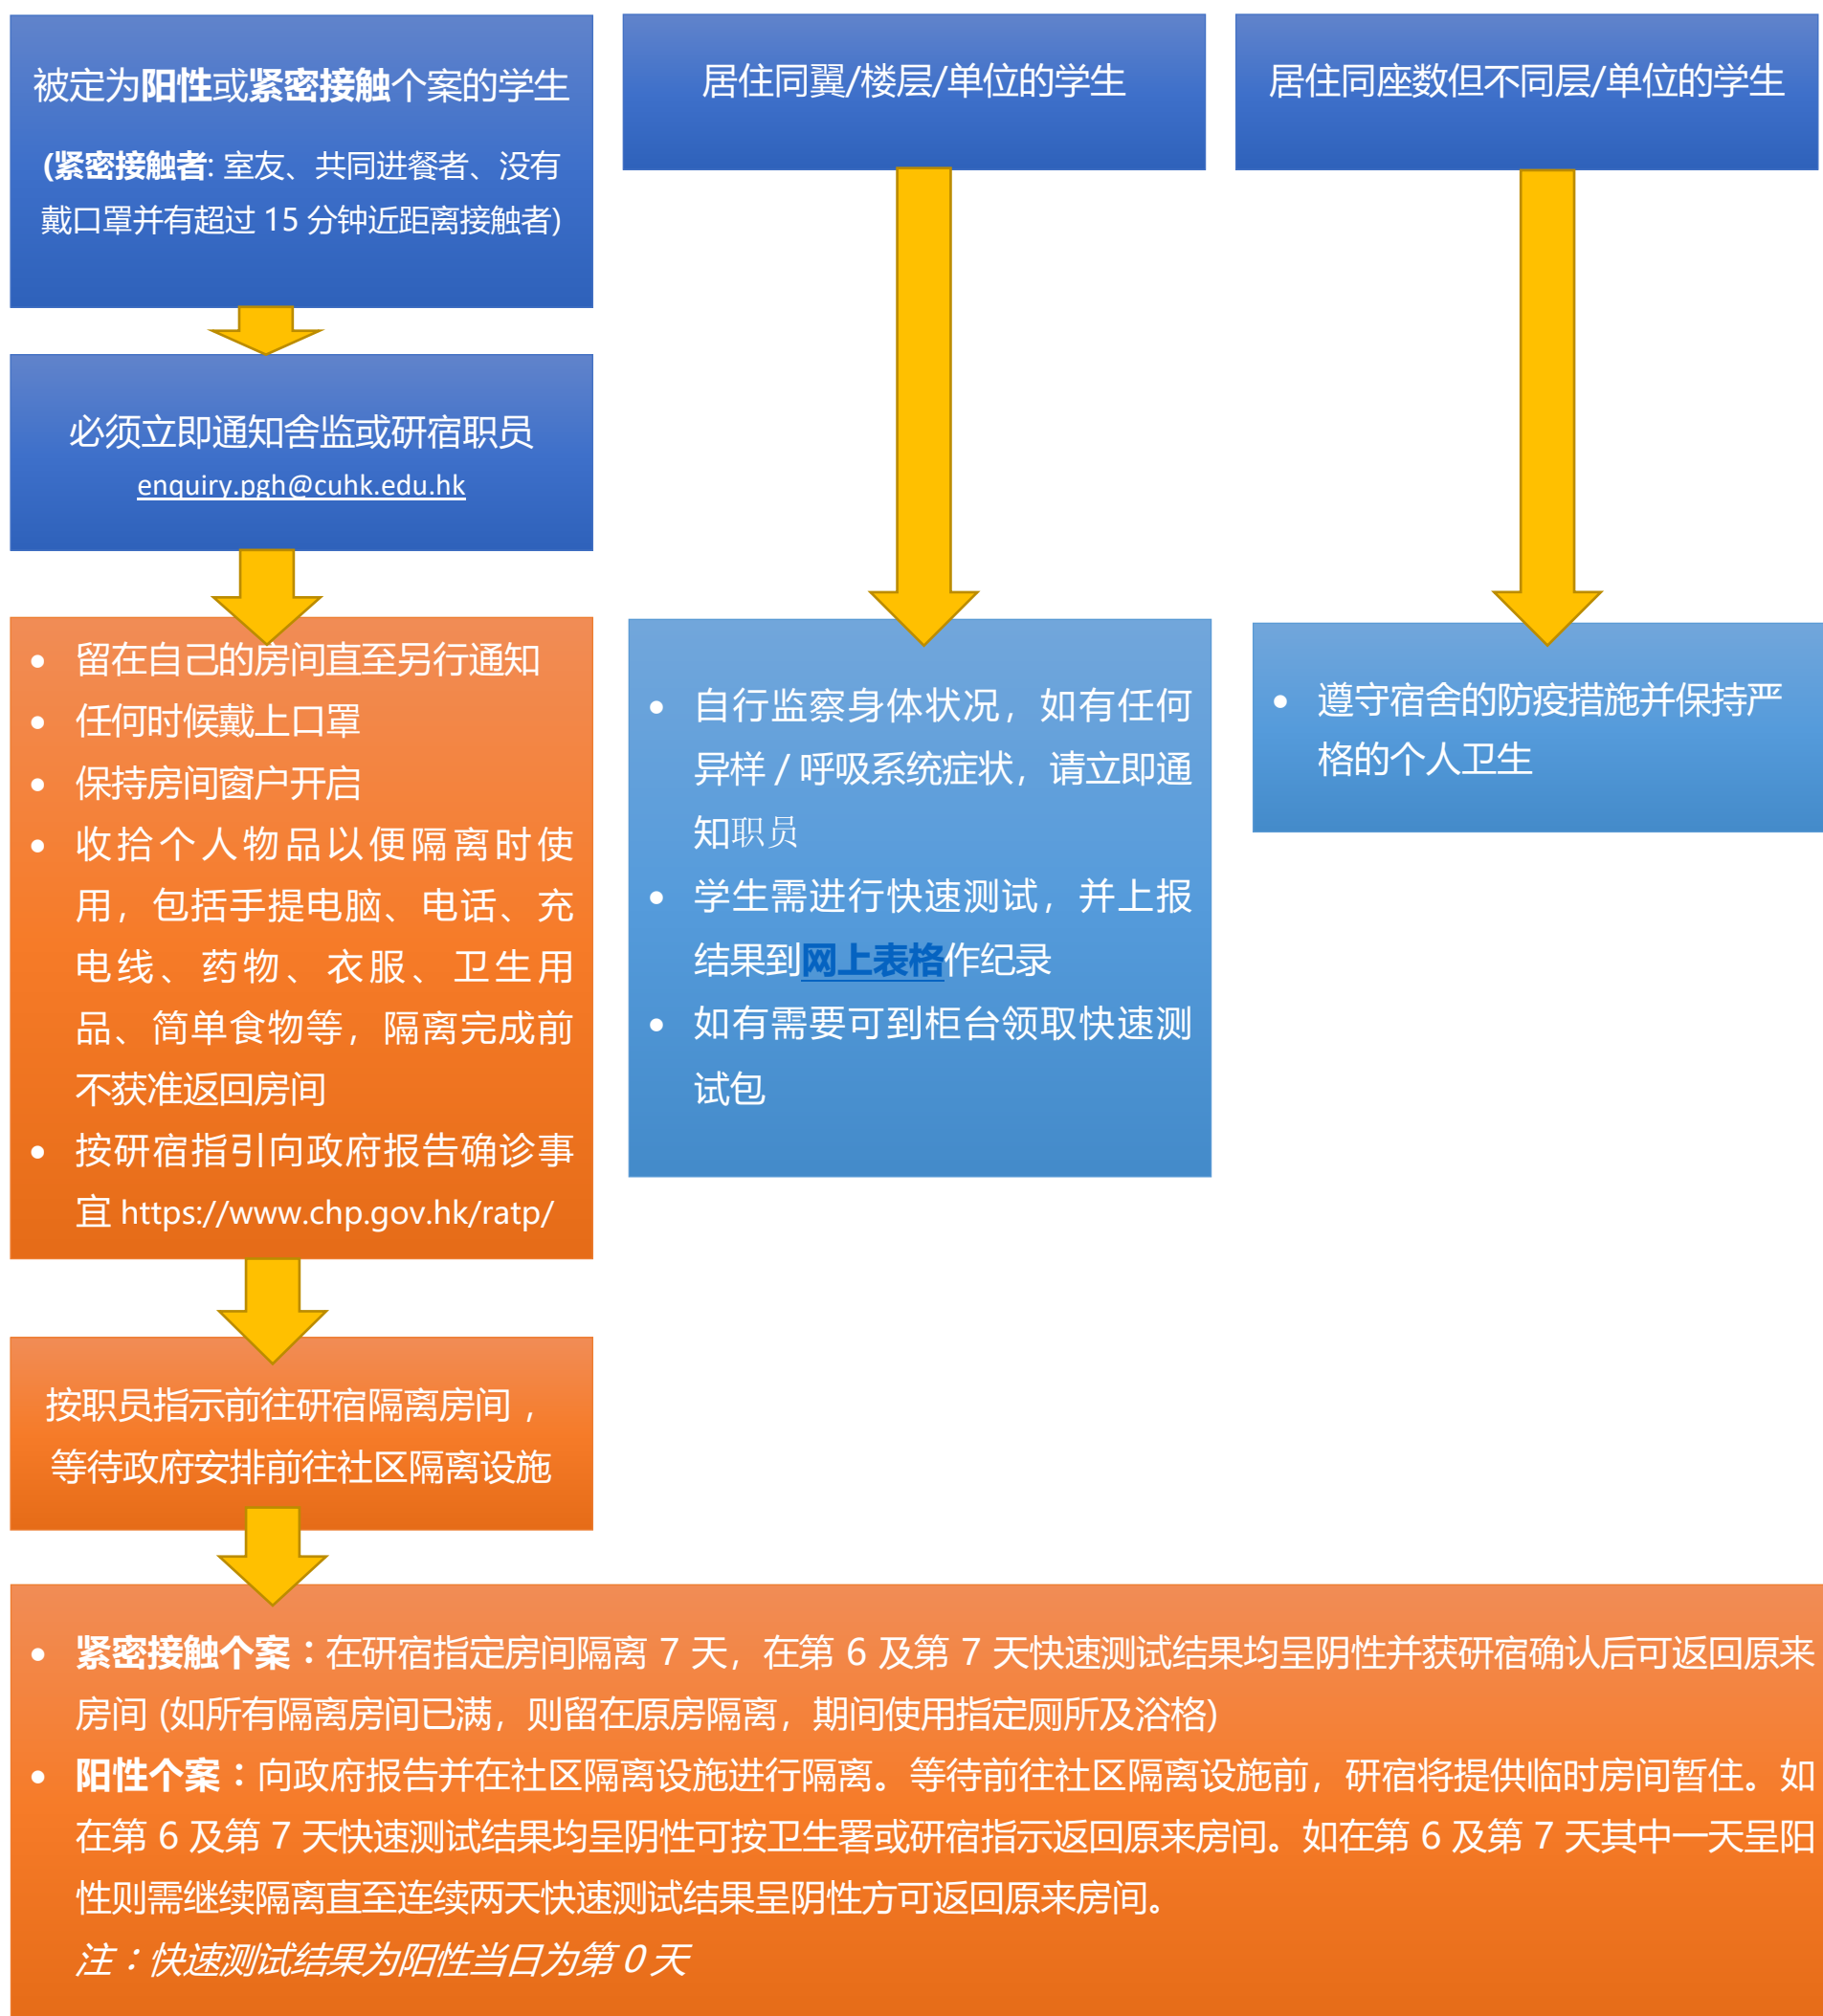 被定为阳性或紧密接触个案的学生
(紧密接触者: 室友、共同进餐者、没有
戴口罩并有超过 15 分钟近距离接触者)
必须立即通知舍监或研宿职员
enquiry.pgh@cuhk.edu.hk
• 留在自己的房间直至另行通知
• 任何时候戴上口罩
• 保持房间窗户开启
• 收拾个人物品以便隔离时使
用，包括手提电脑、电话、充
电线、药物、衣服、卫生用
品、简单食物等，隔离完成前
不获准返回房间
• 按研宿指引向政府报告确诊事
宜 https://www.chp.gov.hk/ratp/
按职员指示前往研宿隔离房间，
等待政府安排前往社区隔离设施
居住同翼/楼层/单位的学生
• 自行监察身体状况，如有任何
异样 / 呼吸系统症状，请立即通
知职员
• 学生需进行快速测试，并上报
结果到网上表格作纪录
• 如有需要可到柜台领取快速测
试包
居住同座数但不同层/单位的学生
• 遵守宿舍的防疫措施并保持严
格的个人卫生
• 紧密接触个案：在研宿指定房间隔离 7 天，在第 6 及第 7 天快速测试结果均呈阴性并获研宿确认后可返回原来
房间 (如所有隔离房间已满，则留在原房隔离，期间使用指定厕所及浴格)
• 阳性个案：向政府报告并在社区隔离设施进行隔离。等待前往社区隔离设施前，研宿将提供临时房间暂住。如
在第 6 及第 7 天快速测试结果均呈阴性可按卫生署或研宿指示返回原来房间。如在第 6 及第 7 天其中一天呈阳
性则需继续隔离直至连续两天快速测试结果呈阴性方可返回原来房间。
注：快速测试结果为阳性当日为第 0 天